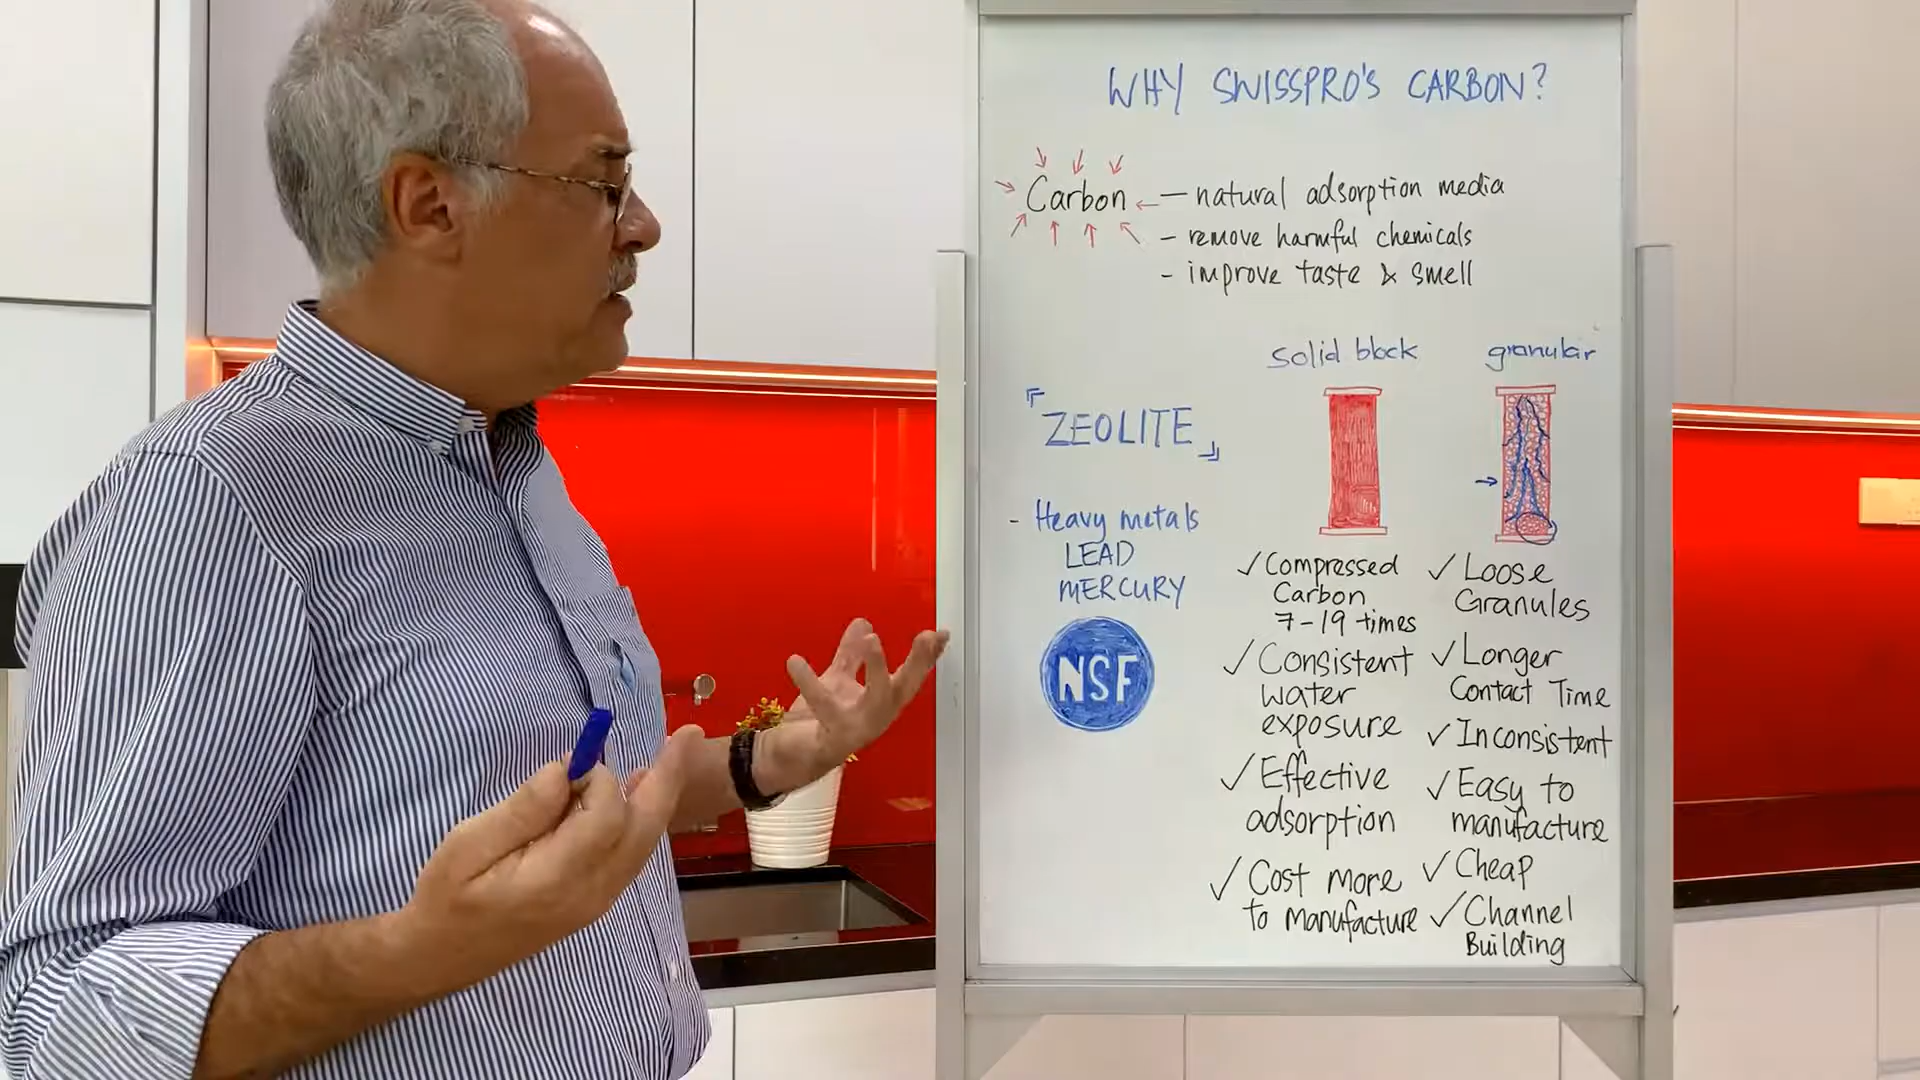 WHY SWISSPRO'S CARBON?
Carbon — natural adsorption media
- remove harmful chemicals
- improve taste & smell
solid block
granular
『ZEOLITE』
- Heavy metals
LEAD
MERCURY
NSF
✓ Compressed
Carbon
7-19 times
✓ Consistent
water
exposure
✓ Effective
adsorption
✓ Cost more
to manufacture
✓ Loose
Granules
✓ Longer
Contact Time
✓ Inconsistent
✓ Easy to
manufacture
✓ Cheap
✓ Channel
Building